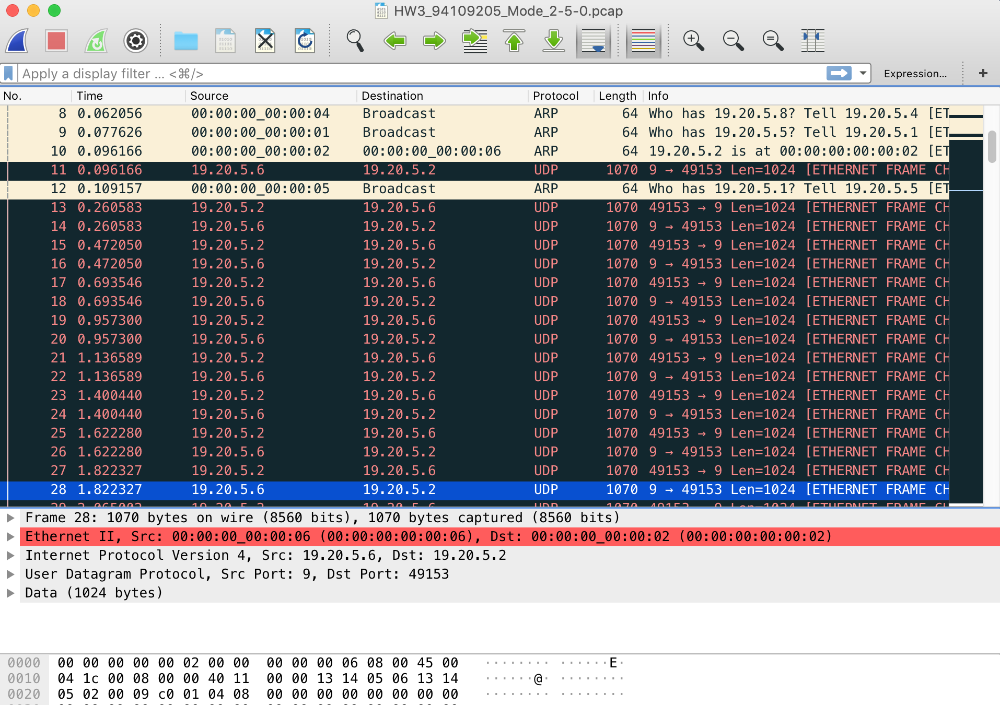 HW3_94109205_Mode_2-5-0.pcap
Apply a display filter ... <⌘/>
Expression...
+
No. Time Source Destination Protocol Length Info
8 0.062056 00:00:00_00:00:04 Broadcast ARP 64 Who has 19.20.5.8? Tell 19.20.5.4 [ET
9 0.077626 00:00:00_00:00:01 Broadcast ARP 64 Who has 19.20.5.5? Tell 19.20.5.1 [ET
10 0.096166 00:00:00_00:00:02 00:00:00_00:00:06 ARP 64 19.20.5.2 is at 00:00:00:00:00:02 [ET
11 0.096166 19.20.5.6 19.20.5.2 UDP 1070 9 → 49153 Len=1024 [ETHERNET FRAME CH
12 0.109157 00:00:00_00:00:05 Broadcast ARP 64 Who has 19.20.5.1? Tell 19.20.5.5 [ET
13 0.260583 19.20.5.2 19.20.5.6 UDP 1070 49153 → 9 Len=1024 [ETHERNET FRAME CH
14 0.260583 19.20.5.6 19.20.5.2 UDP 1070 9 → 49153 Len=1024 [ETHERNET FRAME CH
15 0.472050 19.20.5.2 19.20.5.6 UDP 1070 49153 → 9 Len=1024 [ETHERNET FRAME CH
16 0.472050 19.20.5.6 19.20.5.2 UDP 1070 9 → 49153 Len=1024 [ETHERNET FRAME CH
17 0.693546 19.20.5.2 19.20.5.6 UDP 1070 49153 → 9 Len=1024 [ETHERNET FRAME CH
18 0.693546 19.20.5.6 19.20.5.2 UDP 1070 9 → 49153 Len=1024 [ETHERNET FRAME CH
19 0.957300 19.20.5.2 19.20.5.6 UDP 1070 49153 → 9 Len=1024 [ETHERNET FRAME CH
20 0.957300 19.20.5.6 19.20.5.2 UDP 1070 9 → 49153 Len=1024 [ETHERNET FRAME CH
21 1.136589 19.20.5.2 19.20.5.6 UDP 1070 49153 → 9 Len=1024 [ETHERNET FRAME CH
22 1.136589 19.20.5.6 19.20.5.2 UDP 1070 9 → 49153 Len=1024 [ETHERNET FRAME CH
23 1.400440 19.20.5.2 19.20.5.6 UDP 1070 49153 → 9 Len=1024 [ETHERNET FRAME CH
24 1.400440 19.20.5.6 19.20.5.2 UDP 1070 9 → 49153 Len=1024 [ETHERNET FRAME CH
25 1.622280 19.20.5.2 19.20.5.6 UDP 1070 49153 → 9 Len=1024 [ETHERNET FRAME CH
26 1.622280 19.20.5.6 19.20.5.2 UDP 1070 9 → 49153 Len=1024 [ETHERNET FRAME CH
27 1.822327 19.20.5.2 19.20.5.6 UDP 1070 49153 → 9 Len=1024 [ETHERNET FRAME CH
28 1.822327 19.20.5.6 19.20.5.2 UDP 1070 9 → 49153 Len=1024 [ETHERNET FRAME CH
Frame 28: 1070 bytes on wire (8560 bits), 1070 bytes captured (8560 bits)
Ethernet II, Src: 00:00:00_00:00:06 (00:00:00:00:00:06), Dst: 00:00:00_00:00:02 (00:00:00:00:00:02)
Internet Protocol Version 4, Src: 19.20.5.6, Dst: 19.20.5.2
User Datagram Protocol, Src Port: 9, Dst Port: 49153
Data (1024 bytes)
0000 00 00 00 00 00 02 00 00 00 00 00 06 08 00 45 00 ········ ······E·
0010 04 1c 00 08 00 00 40 11 00 00 13 14 05 06 13 14 ······@· ········
0020 05 02 00 09 c0 01 04 08 00 00 00 00 00 00 00 00 ········ ········